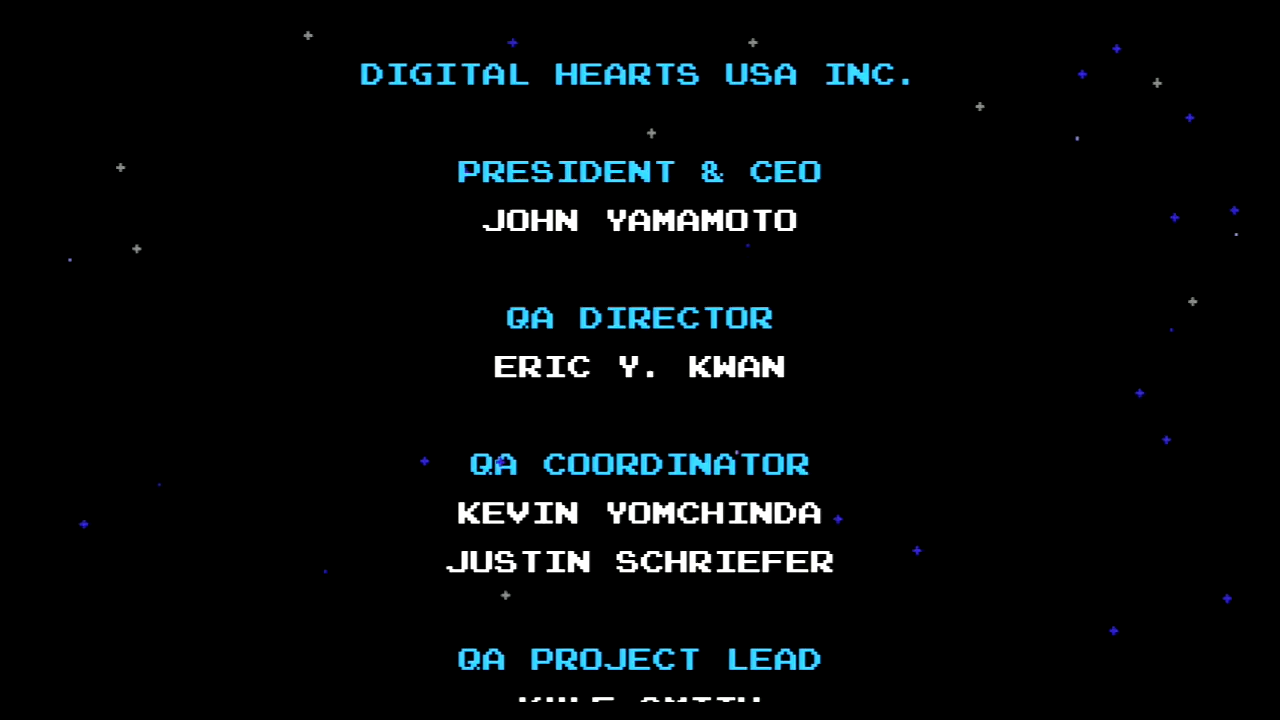 DIGITAL HEARTS USA INC.
PRESIDENT & CEO
JOHN YAMAMOTO
QA DIRECTOR
ERIC Y. KWAN
QA COORDINATOR
KEVIN YOMCHINDA
JUSTIN SCHRIEFER
QA PROJECT LEAD